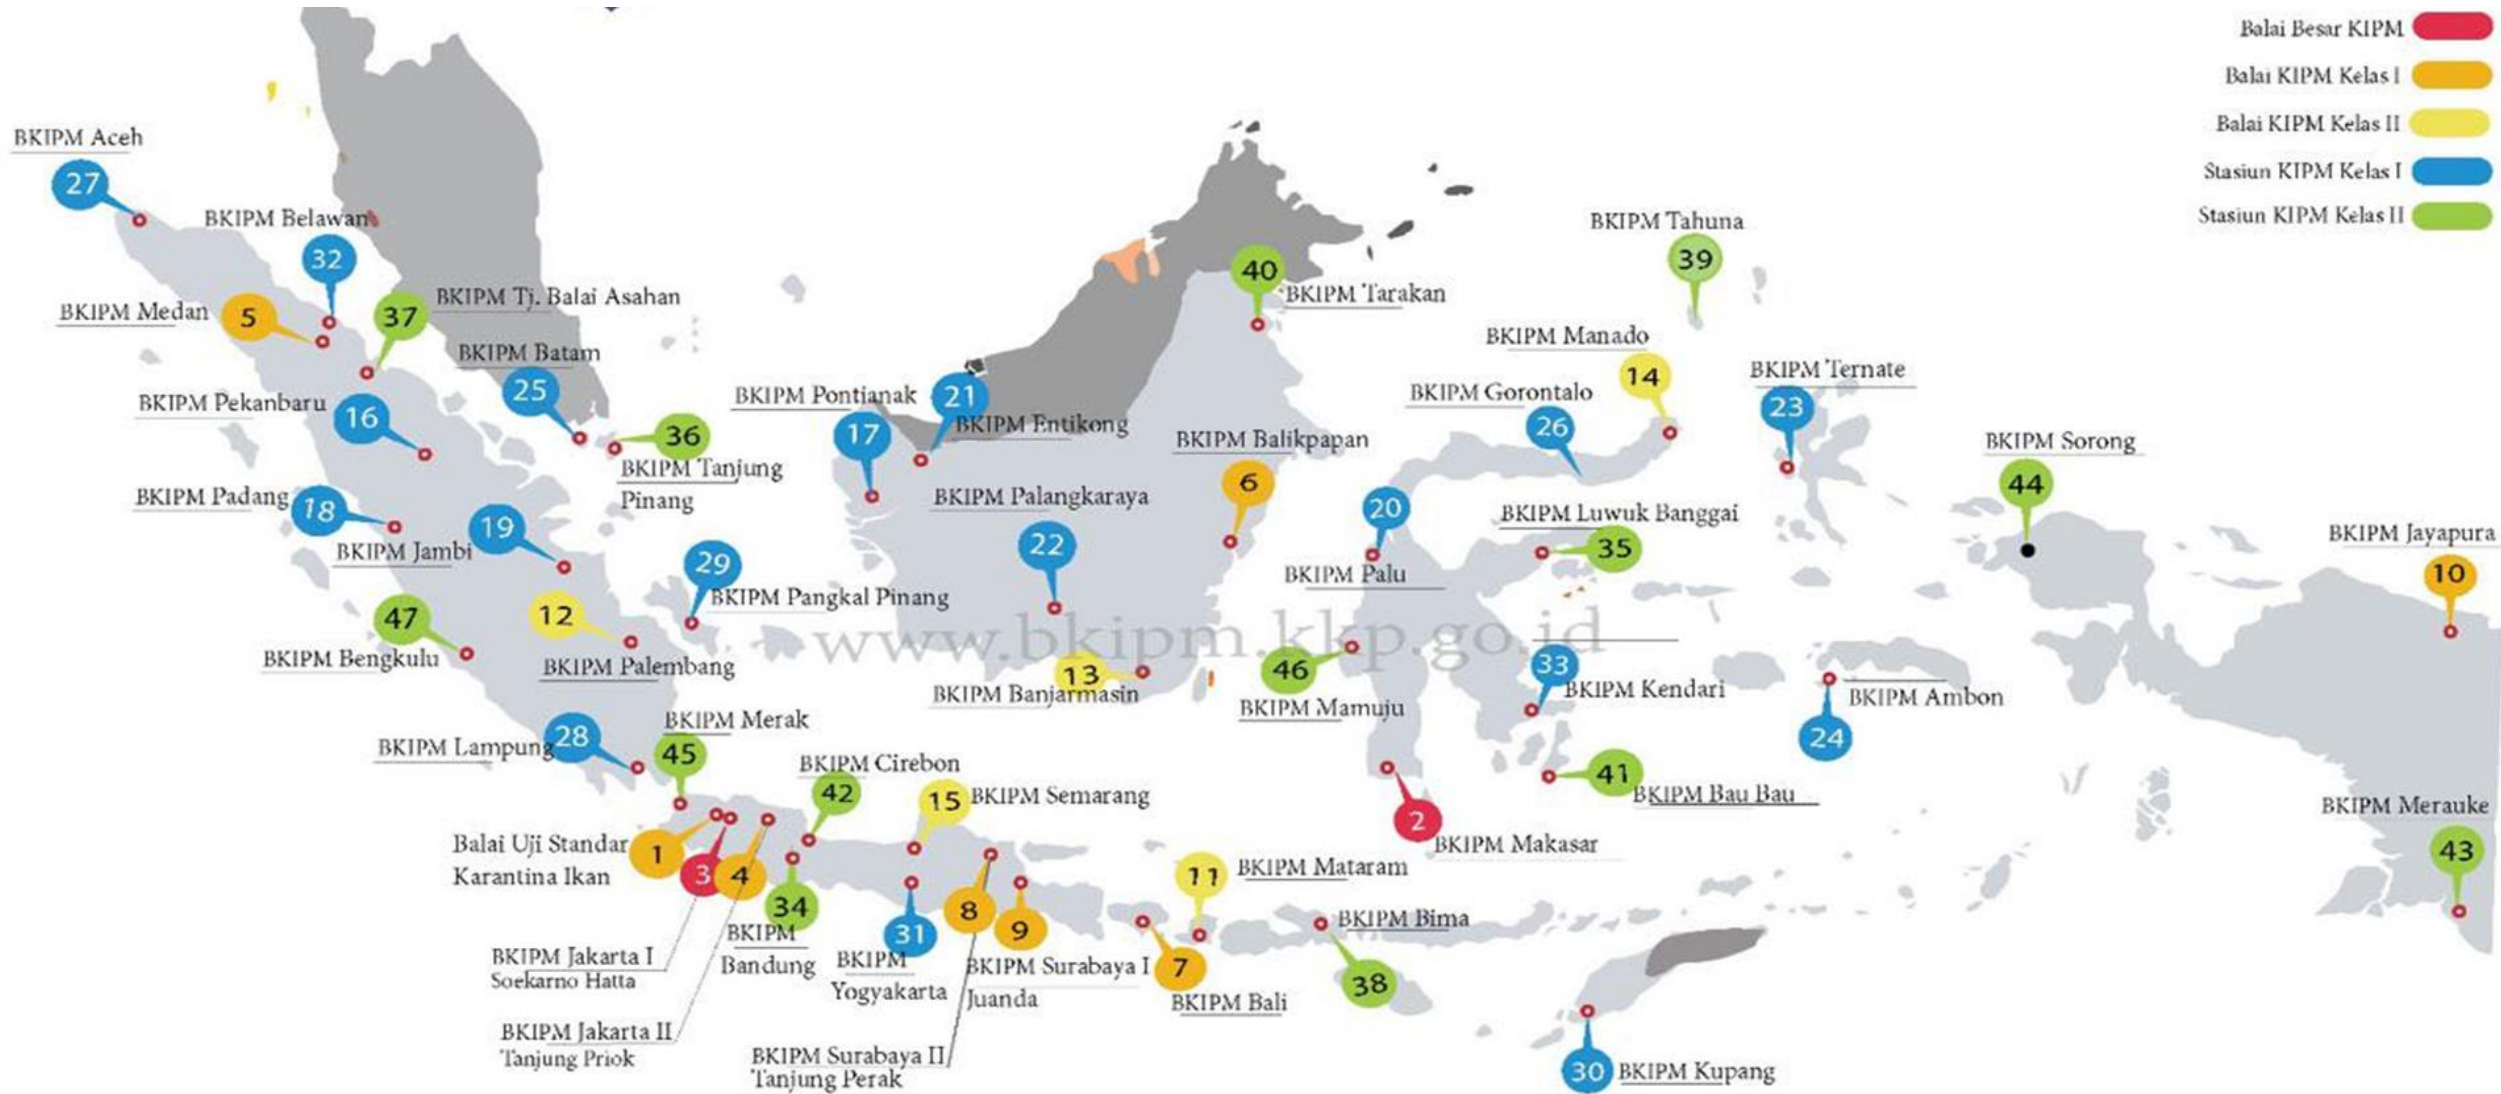 Balai Besar KIPM
Balai KIPM Kelas I
Balai KIPM Kelas II
Stasiun KIPM Kelas I
Stasiun KIPM Kelas II
BKIPM Aceh
27
BKIPM Belawan
32
BKIPM Medan
5
37
BKIPM Tj. Balai Asahan
BKIPM Batam
25
BKIPM Pekanbaru
16
36
BKIPM Tanjung
Pinang
BKIPM Padang
18
BKIPM Jambi
19
29
BKIPM Pangkal Pinang
47
BKIPM Bengkulu
12
BKIPM Palembang
BKIPM Lampung
28
BKIPM Merak
45
BKIPM Pontianak
17
21
BKIPM Entikong
BKIPM Palangkaraya
22
40
BKIPM Tarakan
BKIPM Balikpapan
6
13
BKIPM Banjarmasin
www.bkipm.kkp.go.id
BKIPM Tahuna
39
BKIPM Manado
14
BKIPM Gorontalo
26
20
BKIPM Palu
BKIPM Luwuk Banggai
35
46
BKIPM Mamuju
33
BKIPM Kendari
41
BKIPM Bau Bau
2
BKIPM Makasar
BKIPM Ternate
23
BKIPM Ambon
24
BKIPM Sorong
44
BKIPM Jayapura
10
BKIPM Merauke
43
Balai Uji Standar
Karantina Ikan
1
3
4
BKIPM Jakarta I
Soekarno Hatta
BKIPM Jakarta II
Tanjung Priok
34
BKIPM
Bandung
BKIPM Cirebon
42
15
BKIPM Semarang
31
BKIPM
Yogyakarta
8
BKIPM Surabaya II
Tanjung Perak
9
BKIPM Surabaya I
Juanda
7
BKIPM Bali
11
BKIPM Mataram
BKIPM Bima
38
30
BKIPM Kupang